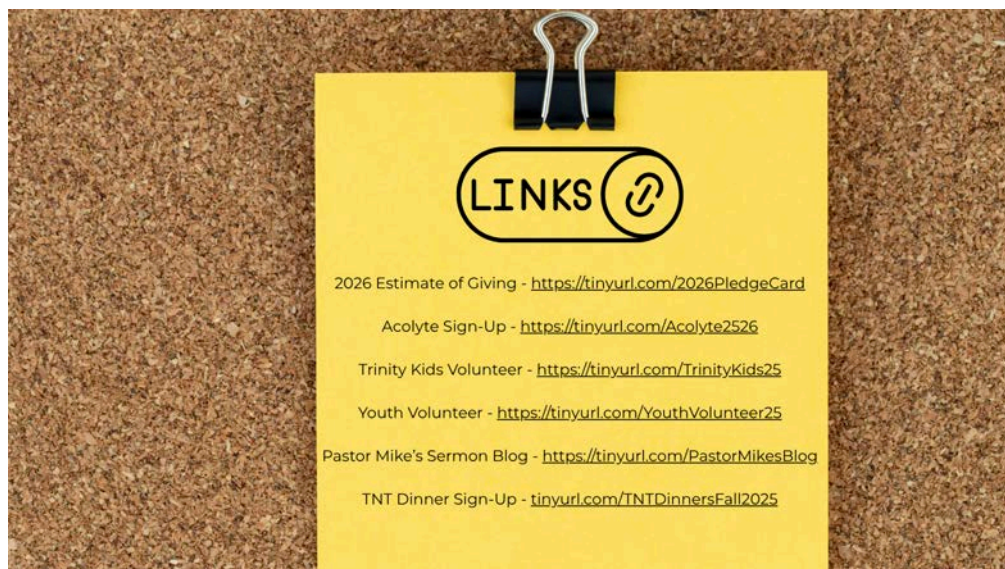 LINKS
2026 Estimate of Giving - https://tinyurl.com/2026PledgeCard
Acolyte Sign-Up - https://tinyurl.com/Acolyte2526
Trinity Kids Volunteer - https://tinyurl.com/TrinityKids25
Youth Volunteer - https://tinyurl.com/YouthVolunteer25
Pastor Mike's Sermon Blog - https://tinyurl.com/PastorMikesBlog
TNT Dinner Sign-Up - tinyurl.com/TNTDinnersFall2025